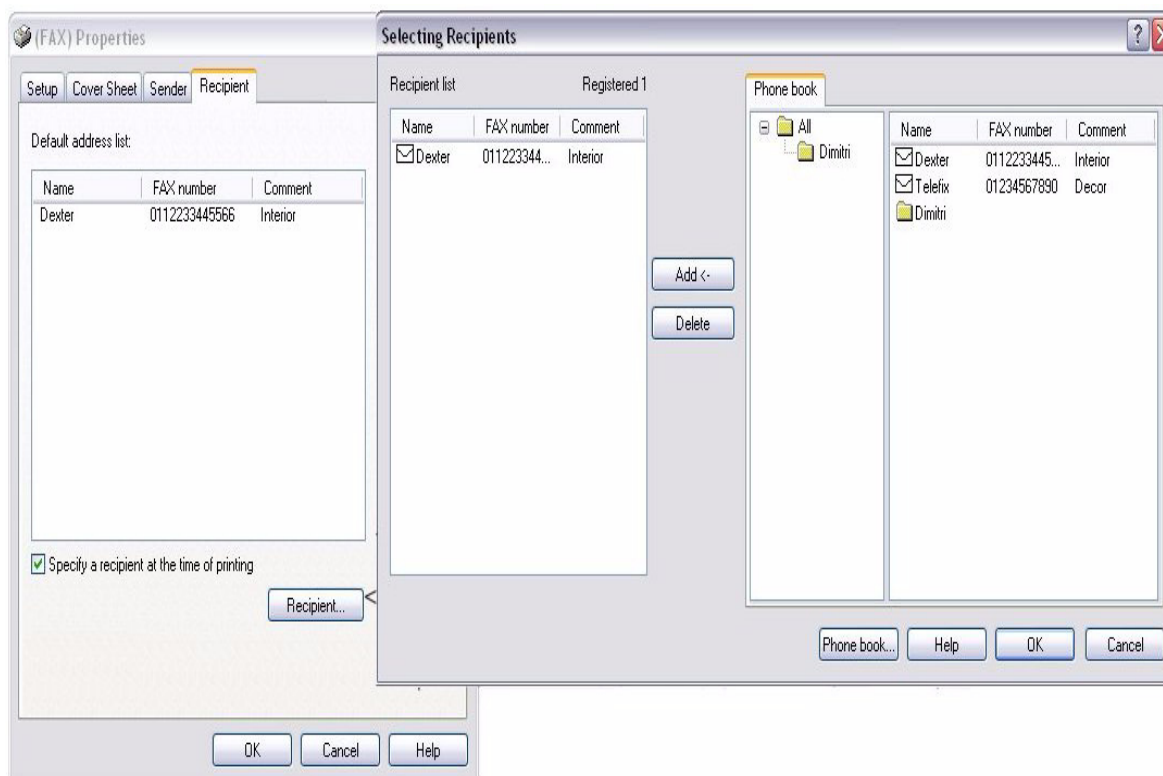 (FAX) Properties
Setup Cover Sheet Sender Recipient
Default address list:
Name FAX number Comment
Dexter 0112233445566 Interior
Specify a recipient at the time of printing
Recipient...
<
OK Cancel Help
Selecting Recipients
Recipient list Registered 1
Name FAX number Comment
Dexter 011223344... Interior
Add <-
Delete
Phone book
All
Dimitri
Name FAX number Comment
Dexter 0112233445... Interior
Telefix 01234567890 Decor
Dimitri
Phone book... Help OK Cancel